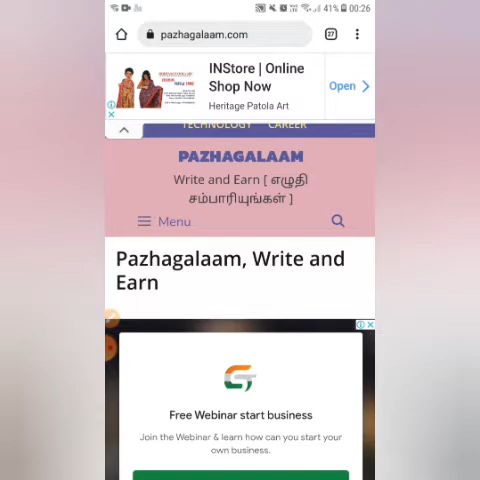 41% 00:26
pazhagalaam.com
27
INStore | Online
Shop Now
Heritage Patola Art
Open
TECHNOLOGY CAREER
PAZHAGALAAM
Write and Earn [ எழுதி
சம்பாரியுங்கள் ]
Menu
Pazhagalaam, Write and
Earn
Free Webinar start business
Join the Webinar & learn how can you start your
own business.